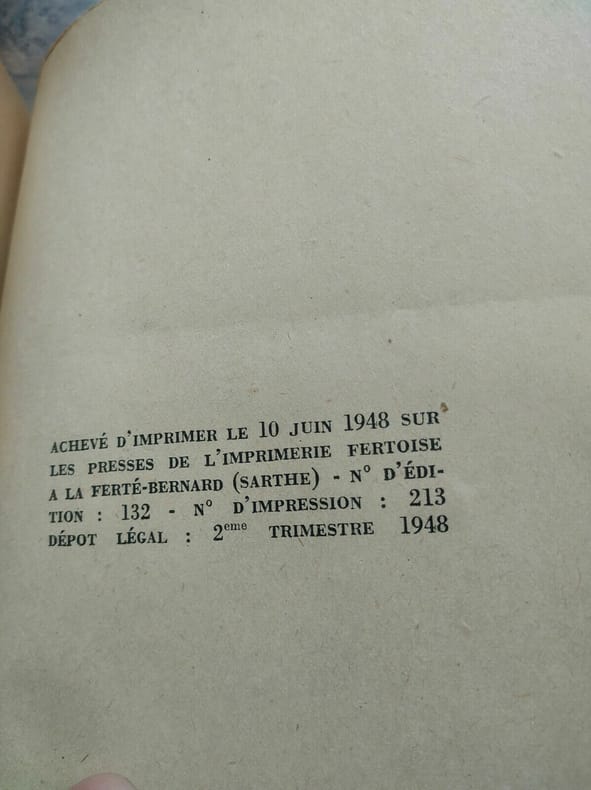 ACHEVÉ D'IMPRIMER LE 10 JUIN 1948 SUR
LES PRESSES DE L'IMPRIMERIE FERTOISE
A LA FERTÉ-BERNARD (SARTHE) - N° D'ÉDI-
TION : 132 - N° D'IMPRESSION : 213
DÉPOT LÉGAL : 2eme TRIMESTRE 1948